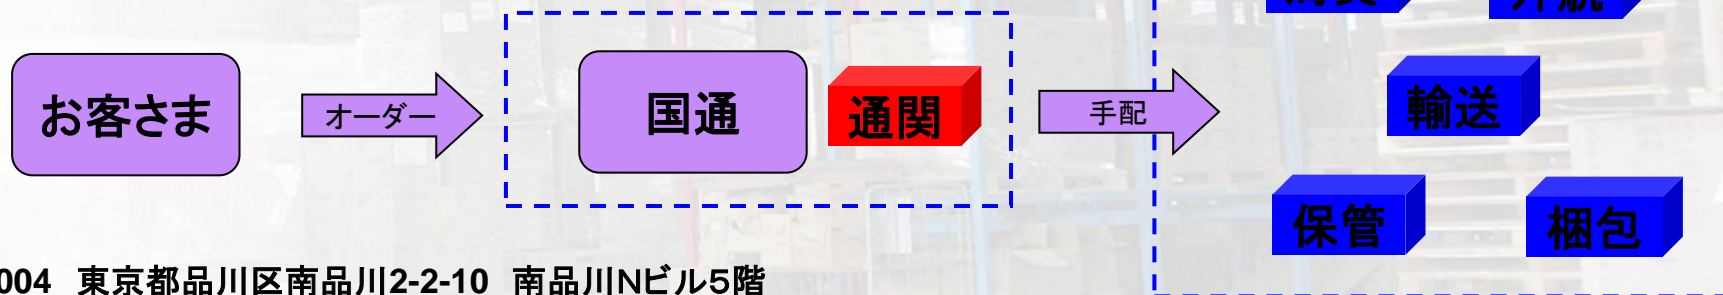 お客さま
オーダー
国通
通関
手配
輸送
保管
梱包
004 東京都品川区南品川2-2-10 南品川Nビル5階